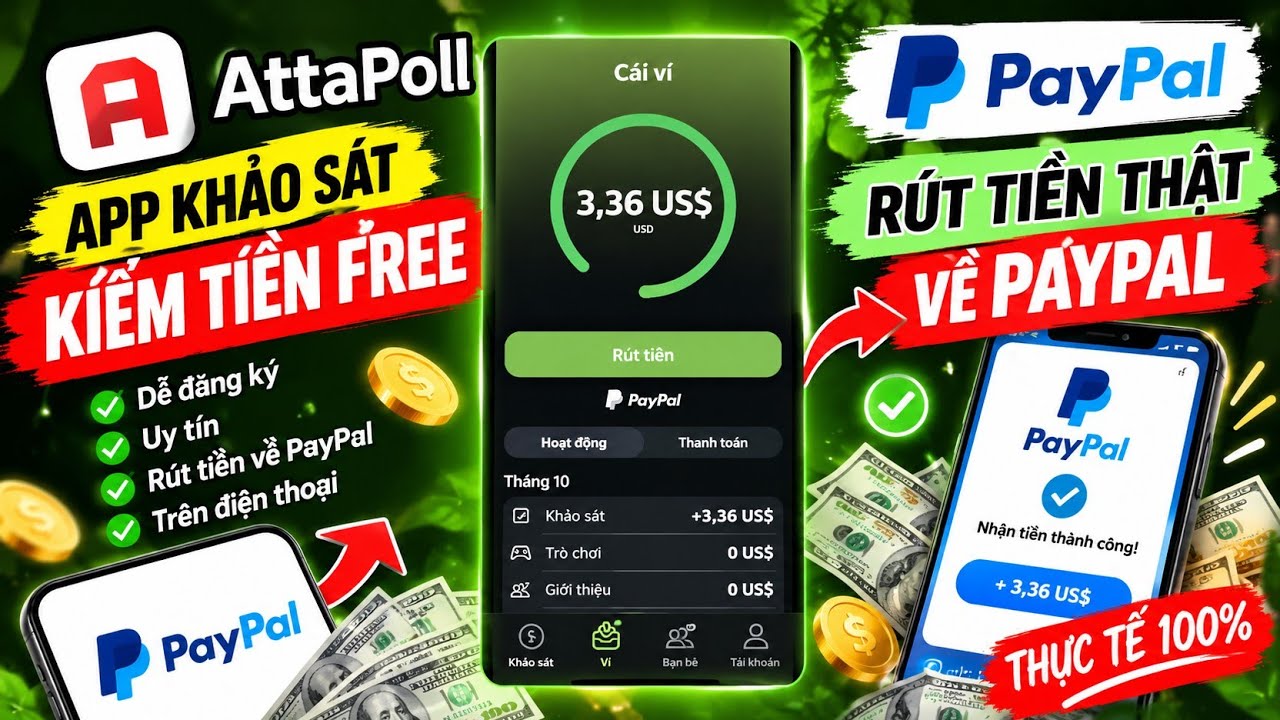 AttaPoll
APP KHẢO SÁT
KIẾM TIỀN FREE
Dễ đăng ký
Uy tín
Rút tiền về PayPal
Trên điện thoại
PayPal
Cái ví
3,36 US$
USD
Rút tiền
PayPal
Hoạt động
Thanh toán
Tháng 10
Khảo sát +3,36 US$
Trò chơi 0 US$
Giới thiệu 0 US$
Khảo sát
Ví
Bạn bè
Tài khoản
PayPal
RÚT TIỀN THẬT
VỀ PAYPAL
PayPal
Nhận tiền thành công!
+ 3,36 US$
THỰC TẾ 100%